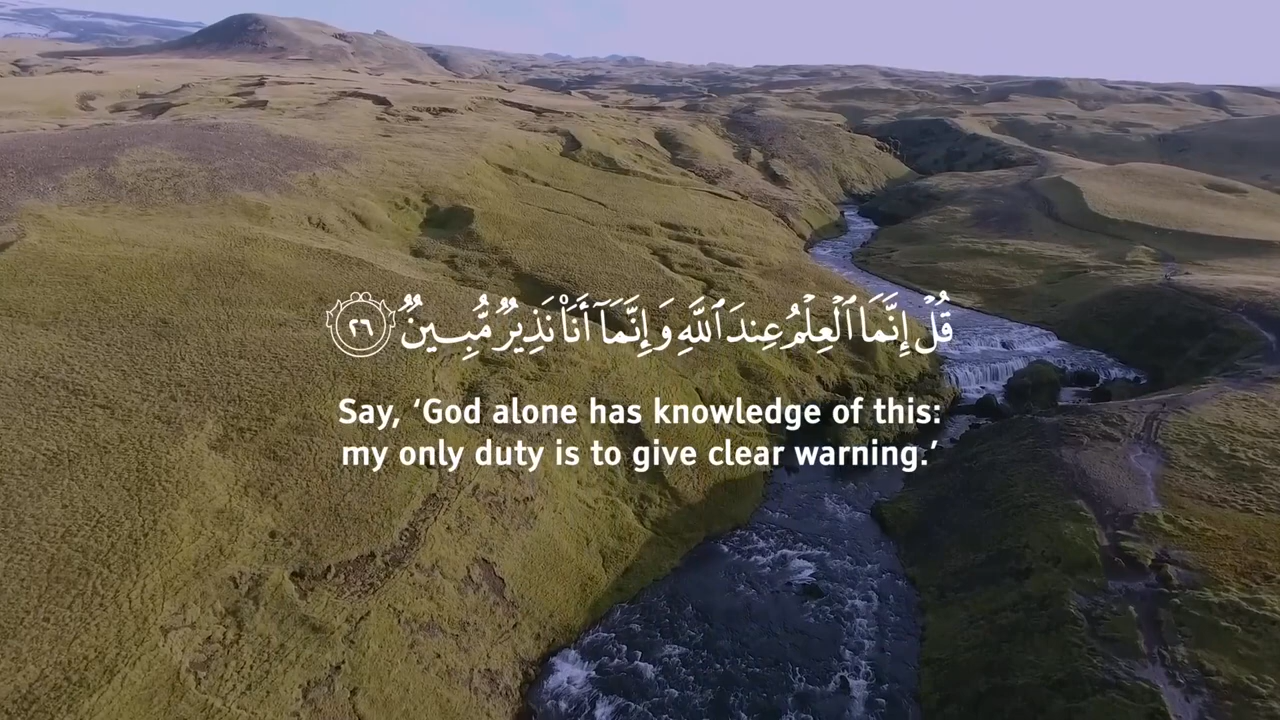 قُلْ إِنَّمَا ٱلْعِلْمُ عِندَ ٱللَّهِ وَإِنَّمَآ أَنَا۠ نَذِيرٌ مُّبِينٌ ٢٦
Say, ‘God alone has knowledge of this:
my only duty is to give clear warning.’